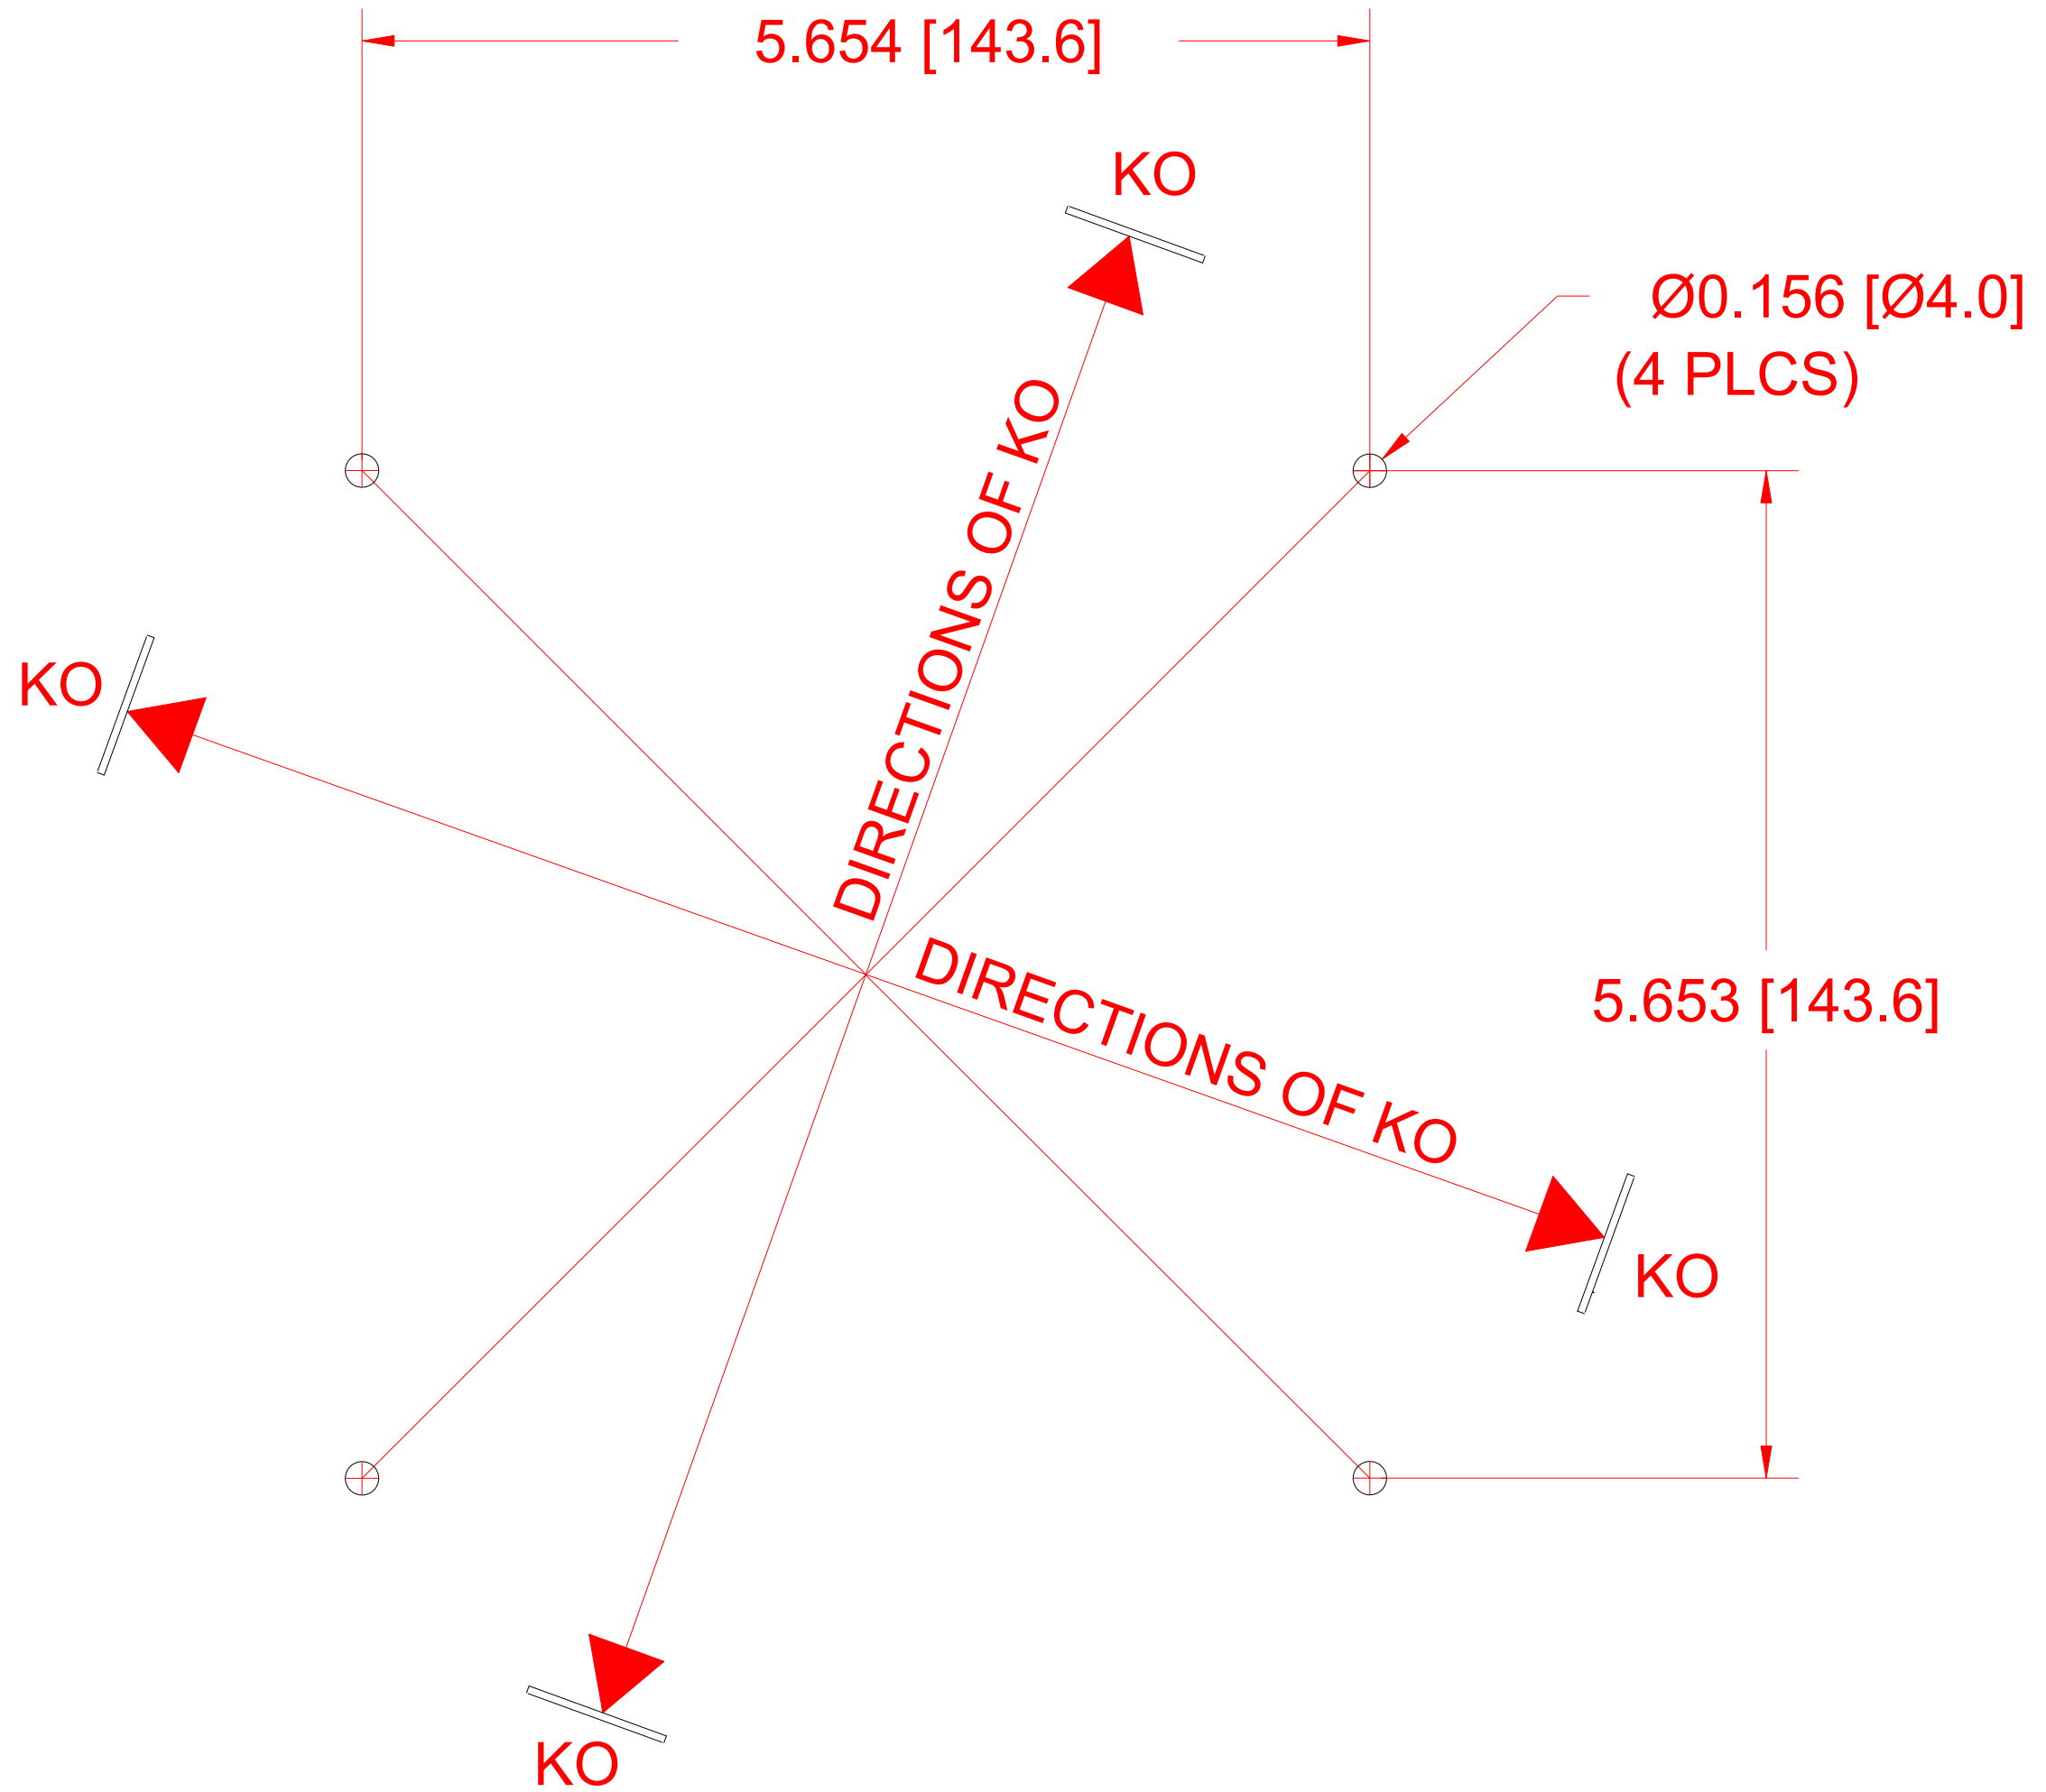 5.654 [143.6]
KO
Ø0.156 [Ø4.0]
(4 PLCS)
DIRECTIONS OF KO
KO
DIRECTIONS OF KO
5.653 [143.6]
KO
KO